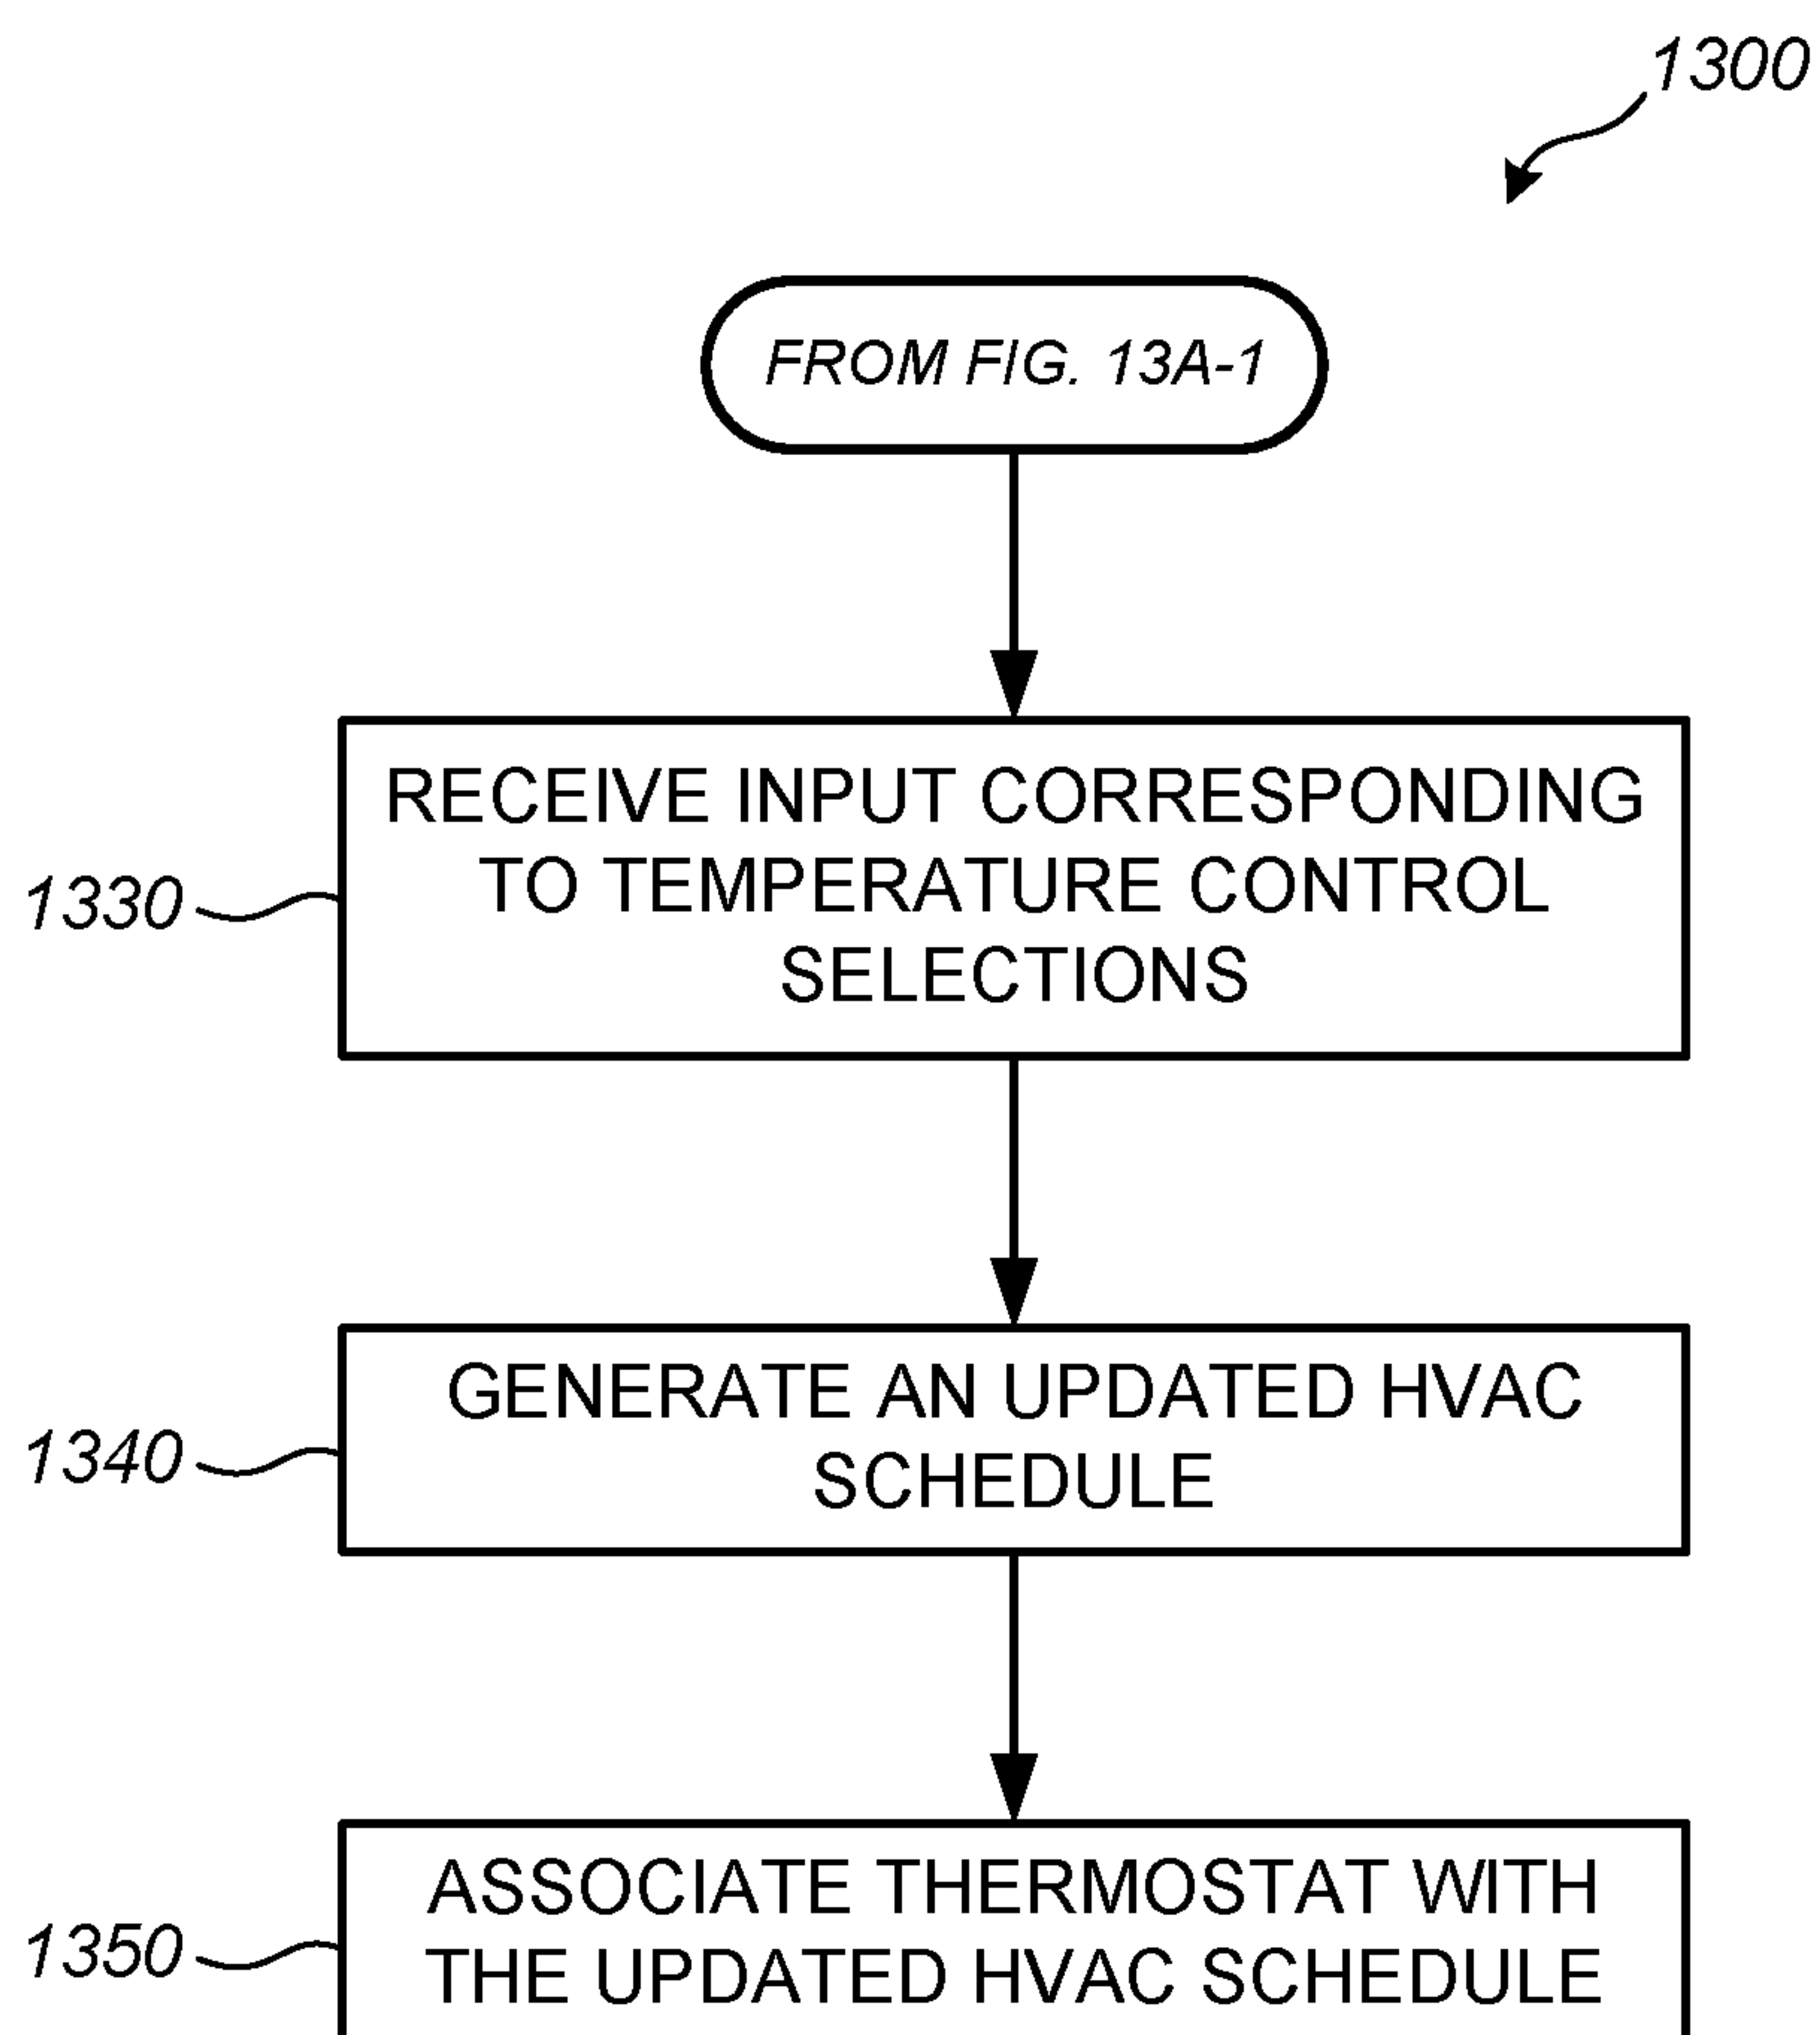 1300
FROM FIG. 13A-1
RECEIVE INPUT CORRESPONDING
TO TEMPERATURE CONTROL
SELECTIONS
1330
GENERATE AN UPDATED HVAC
SCHEDULE
1340
ASSOCIATE THERMOSTAT WITH
THE UPDATED HVAC SCHEDULE
1350